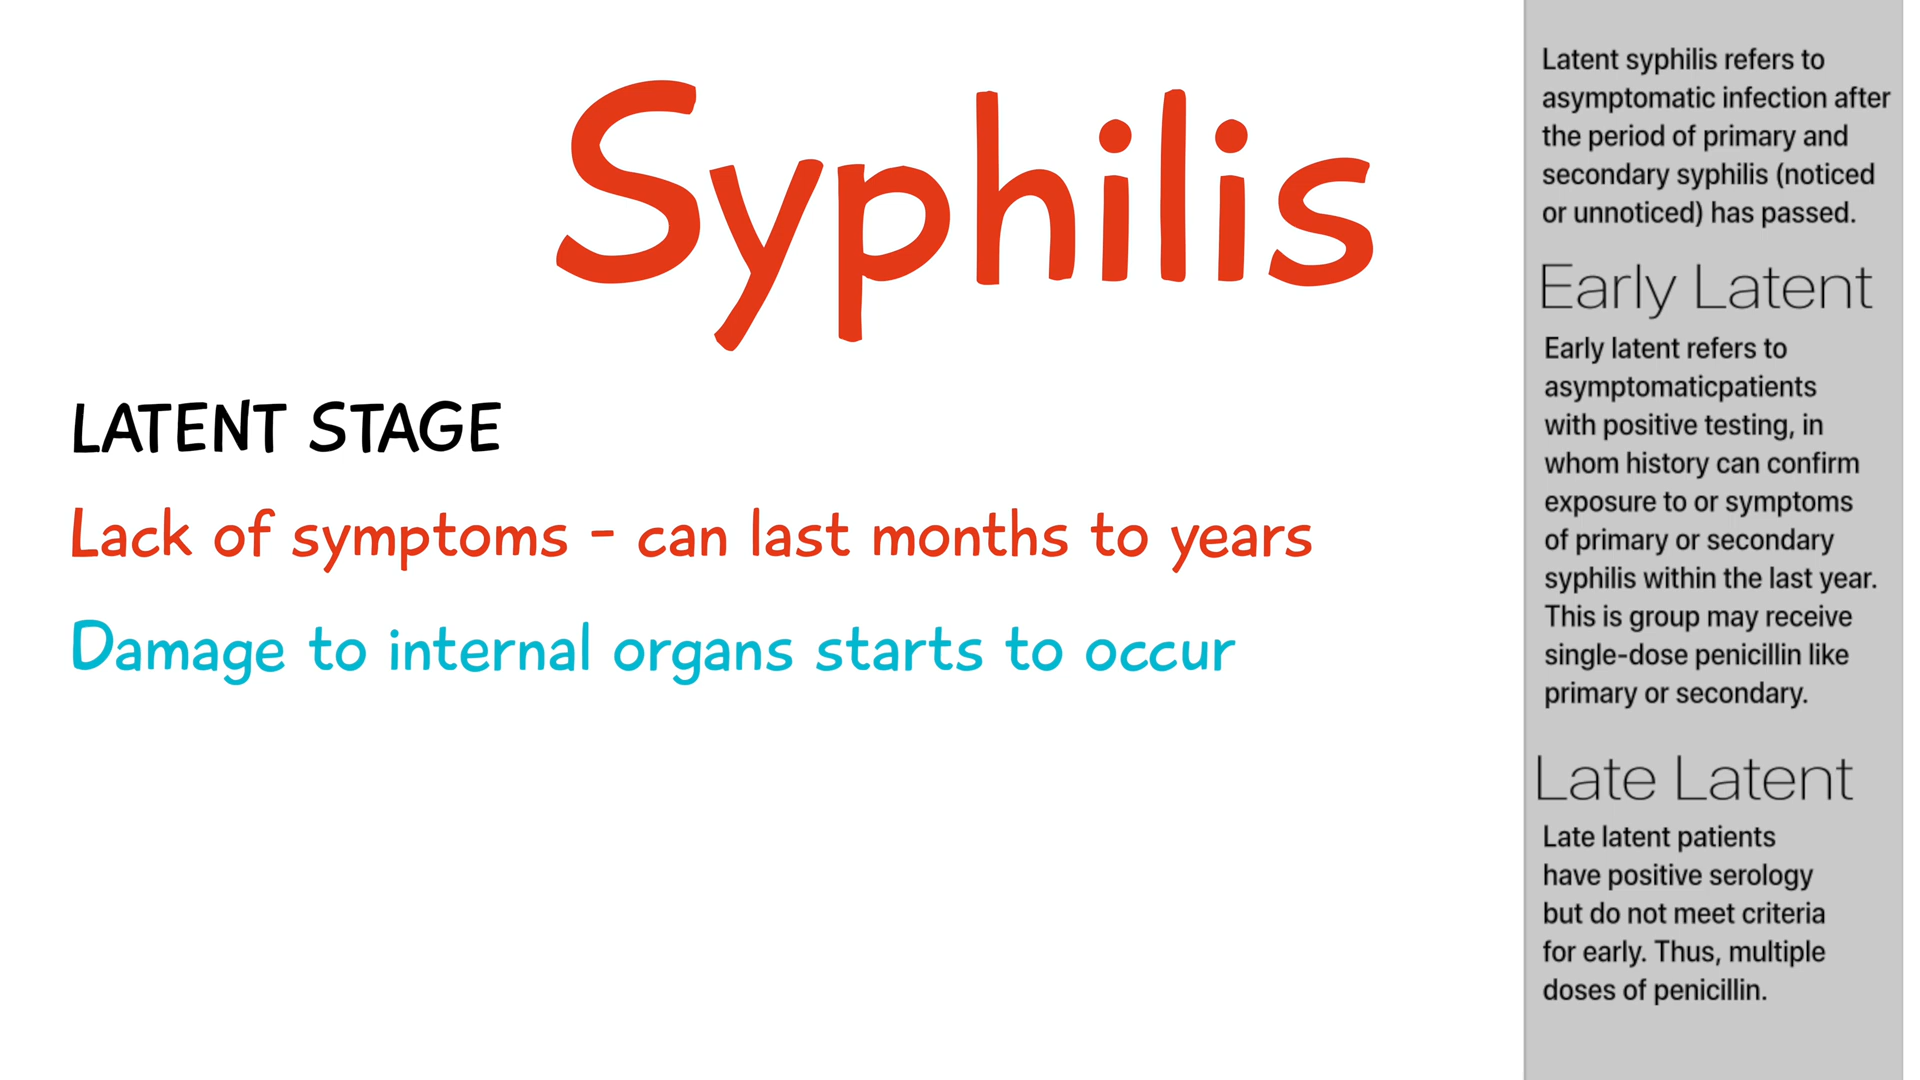 Syphilis
LATENT STAGE
Lack of symptoms - can last months to years
Damage to internal organs starts to occur
Latent syphilis refers to
asymptomatic infection after
the period of primary and
secondary syphilis (noticed
or unnoticed) has passed.
Early Latent
Early latent refers to
asymptomaticpatients
with positive testing, in
whom history can confirm
exposure to or symptoms
of primary or secondary
syphilis within the last year.
This is group may receive
single-dose penicillin like
primary or secondary.
Late Latent
Late latent patients
have positive serology
but do not meet criteria
for early. Thus, multiple
doses of penicillin.